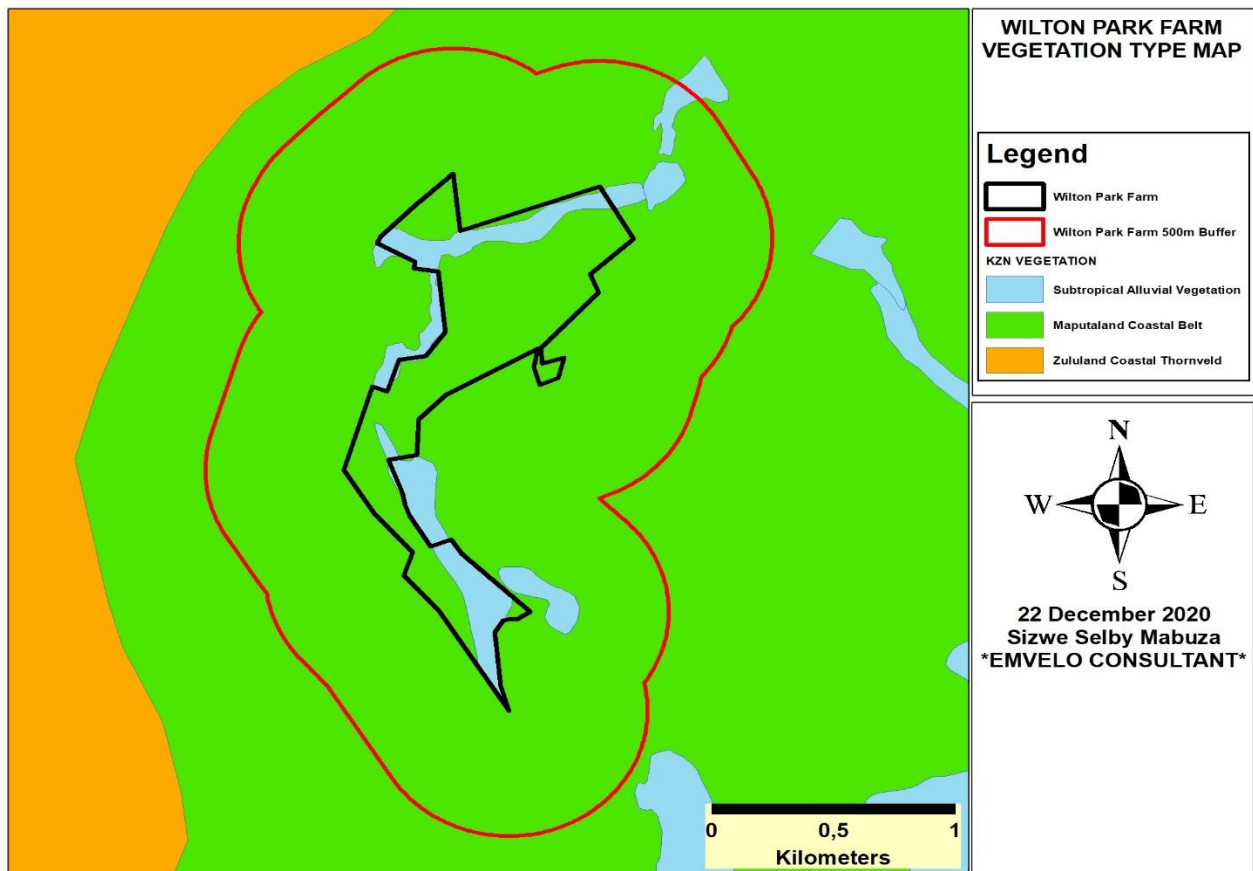 WILTON PARK FARM
VEGETATION TYPE MAP
Legend
Wilton Park Farm
Wilton Park Farm 500m Buffer
KZN VEGETATION
Subtropical Alluvial Vegetation
Maputaland Coastal Belt
Zululand Coastal Thornveld
N
W
E
S
22 December 2020
Sizwe Selby Mabuza
*EMVELO CONSULTANT*
0 0,5 1
Kilometers